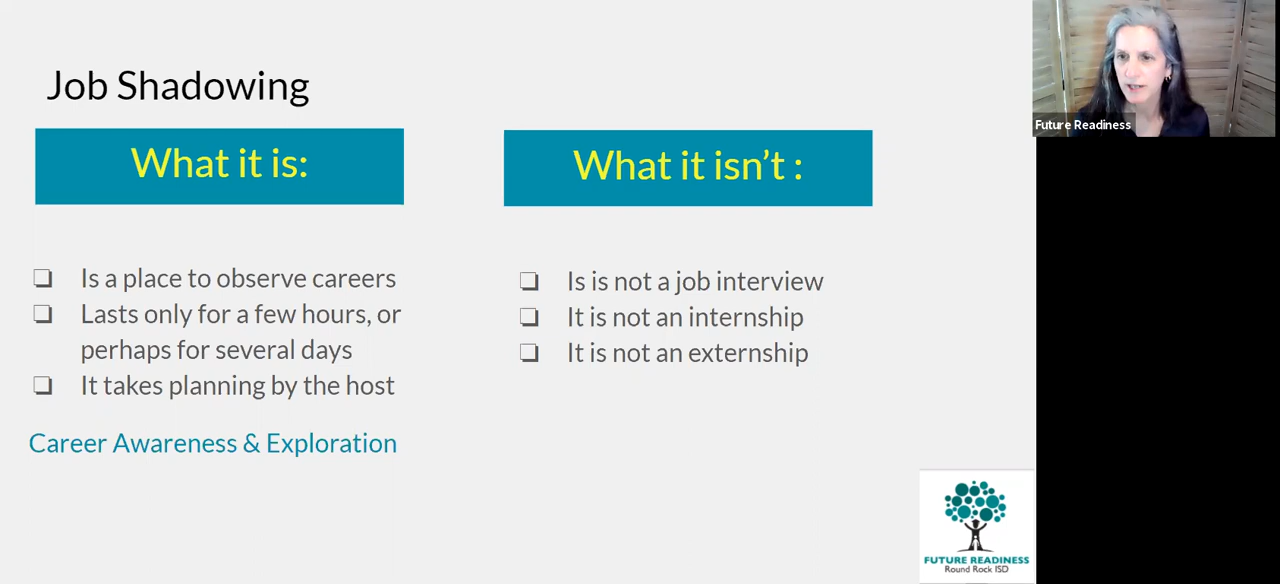 Job Shadowing
What it is:
Is a place to observe careers
Lasts only for a few hours, or
perhaps for several days
It takes planning by the host
Career Awareness & Exploration
What it isn’t :
Is is not a job interview
It is not an internship
It is not an externship
Future Readiness
FUTURE READINESS
Round Rock ISD